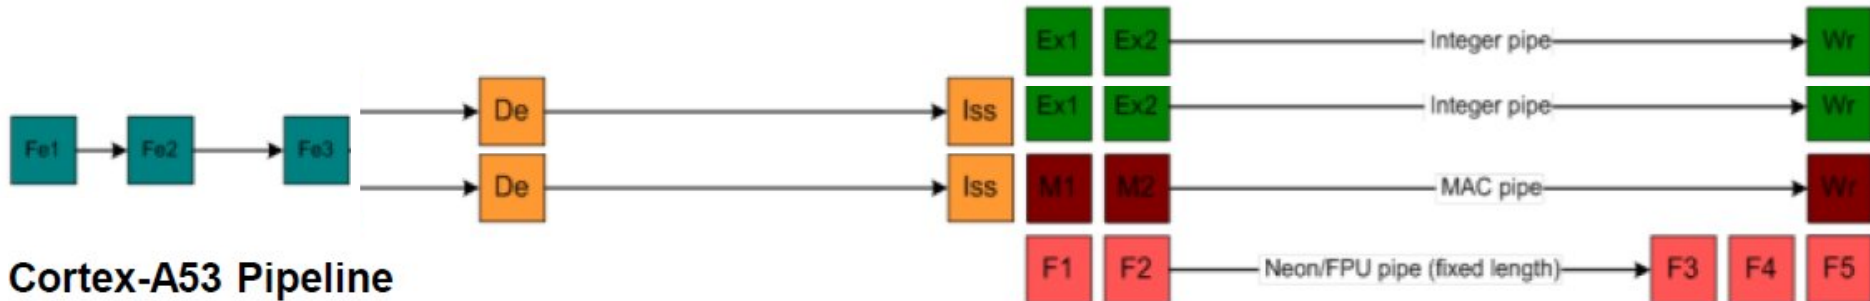 Ex1 Ex2 Integer pipe Wr
De Iss Ex1 Ex2 Integer pipe Wr
Fe1 Fe2 Fe3
De Iss M1 M2 MAC pipe Wr
F1 F2 Neon/FPU pipe (fixed length) F3 F4 F5
Cortex-A53 Pipeline